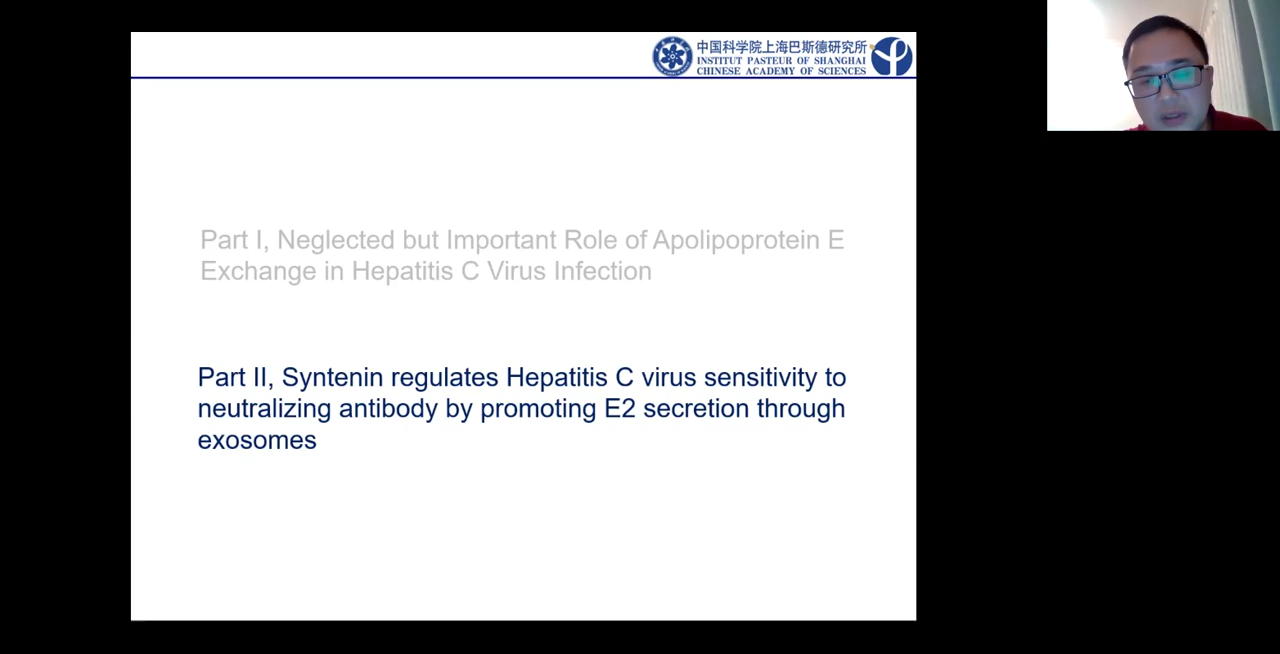 中国科学院上海巴斯德研究所
INSTITUT PASTEUR OF SHANGHAI
CHINESE ACADEMY OF SCIENCES
Part I, Neglected but Important Role of Apolipoprotein E
Exchange in Hepatitis C Virus Infection
Part II, Syntenin regulates Hepatitis C virus sensitivity to
neutralizing antibody by promoting E2 secretion through
exosomes